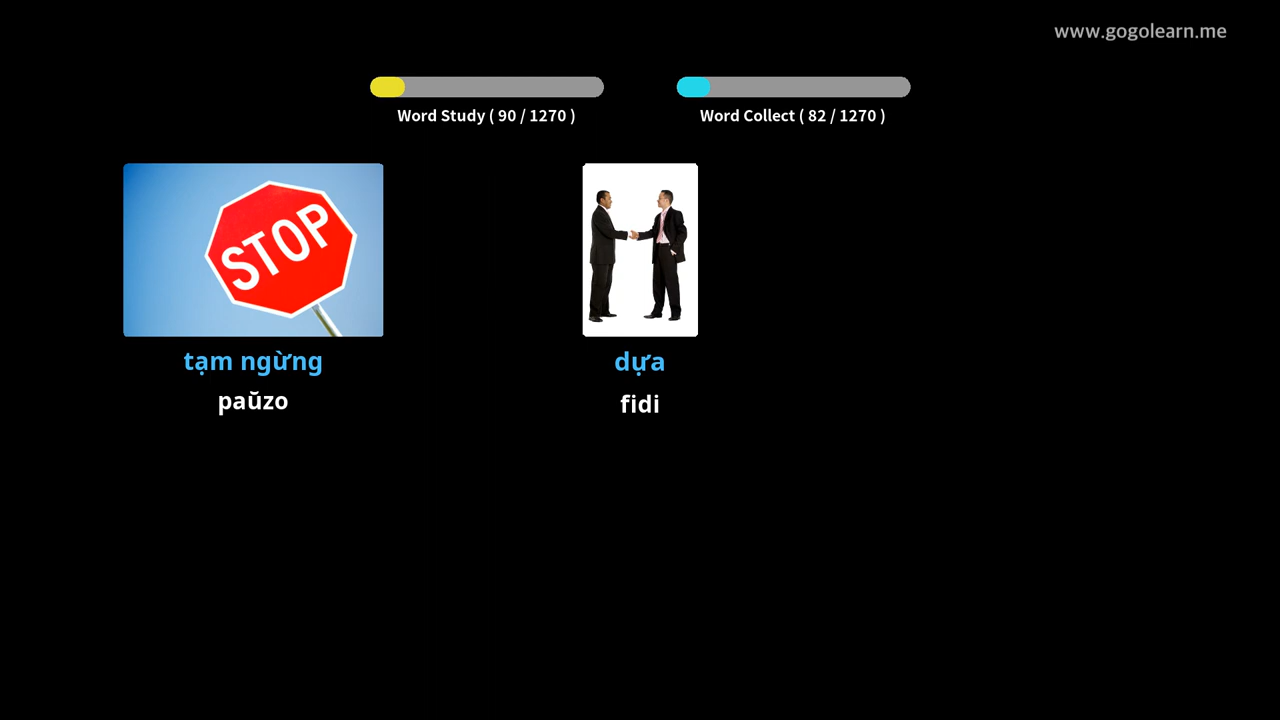 www.gogolearn.me
Word Study ( 90 / 1270 )
Word Collect ( 82 / 1270 )
STOP
tạm ngừng
dựa
paŭzo
fidi